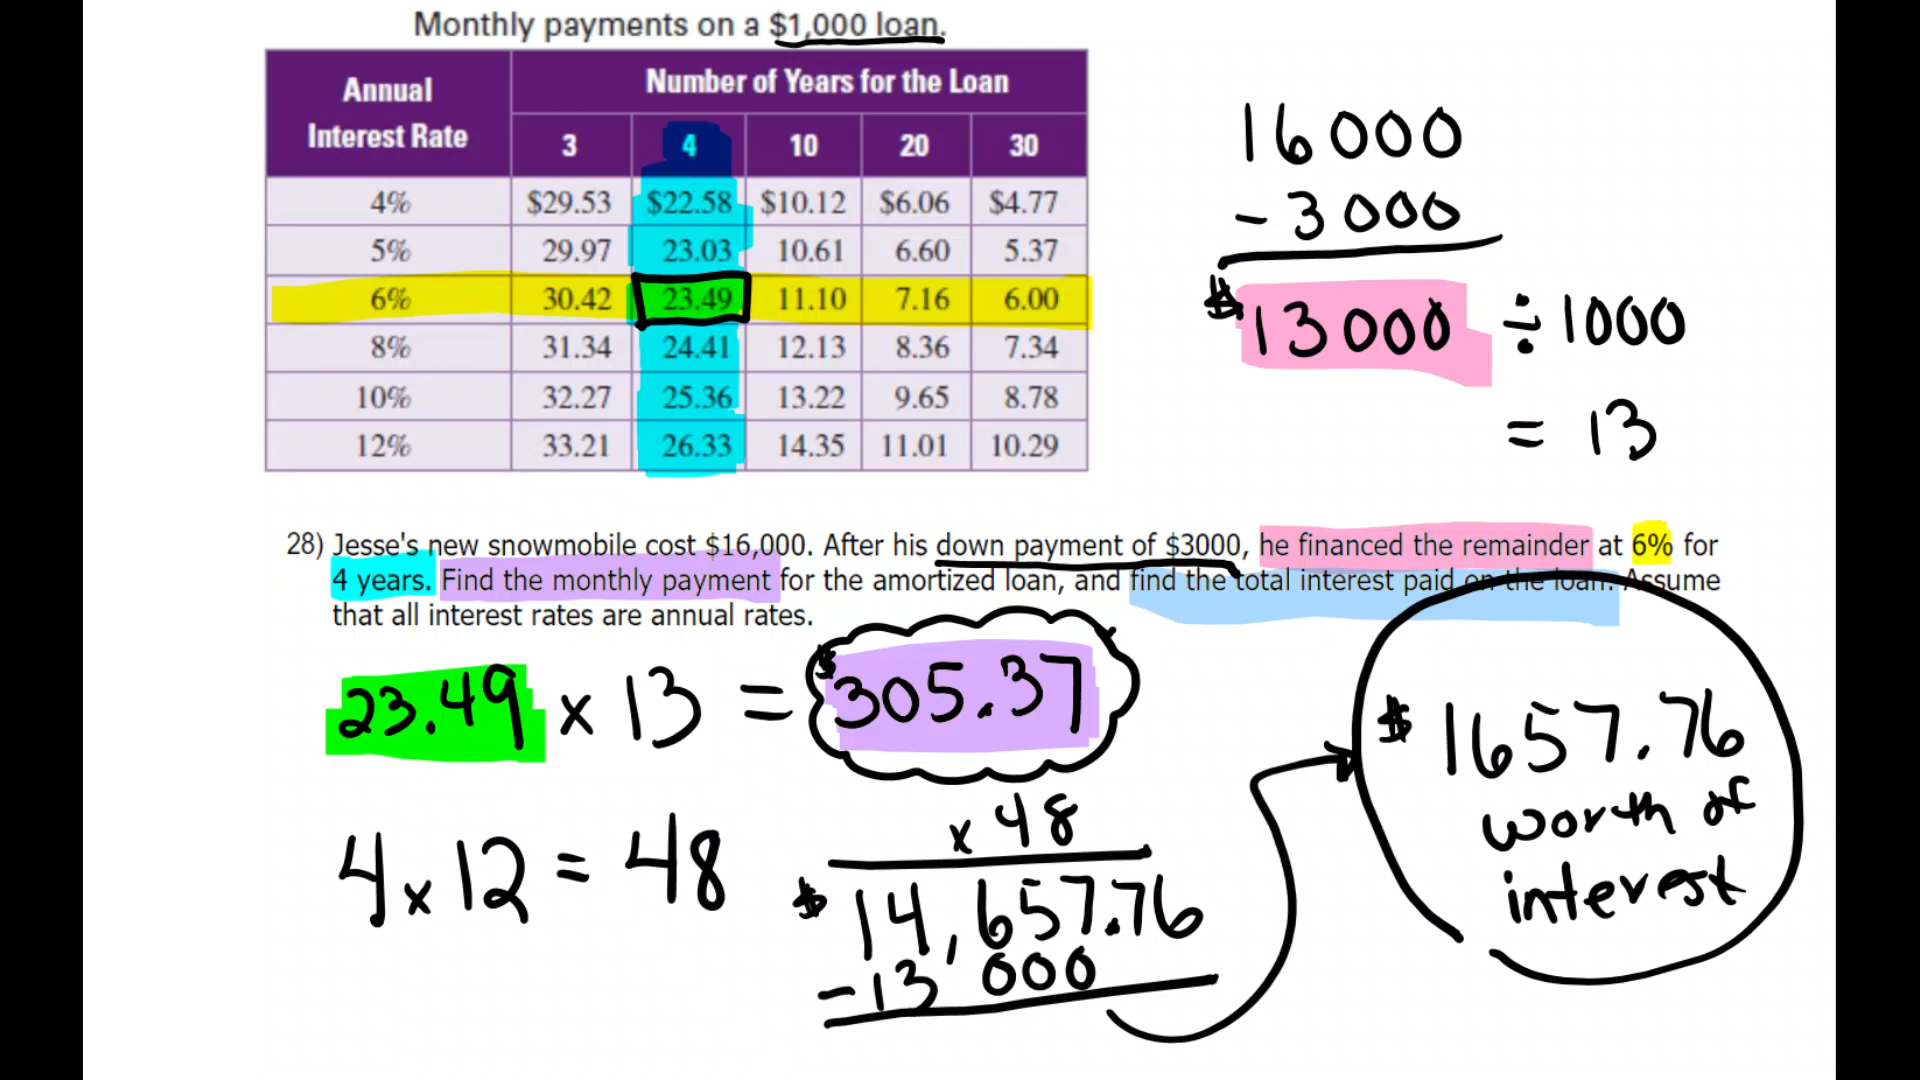 Monthly payments on a $1,000 loan.
Annual Interest Rate Number of Years for the Loan
3 4 10 20 30
4% $29.53 $22.58 $10.12 $6.06 $4.77
5% 29.97 23.03 10.61 6.60 5.37
6% 30.42 23.49 11.10 7.16 6.00
8% 31.34 24.41 12.13 8.36 7.34
10% 32.27 25.36 13.22 9.65 8.78
12% 33.21 26.33 14.35 11.01 10.29
16000
- 3000
$13000 ÷ 1000
= 13
28) Jesse's new snowmobile cost $16,000. After his down payment of $3000, he financed the remainder at 6% for
4 years. Find the monthly payment for the amortized loan, and find the total interest paid on the loan. Assume
that all interest rates are annual rates.
23.49 x 13 = $305.37
4 x 12 = 48
x 48
$14,657.76
- 13 000
$1657.76
worth of
interest